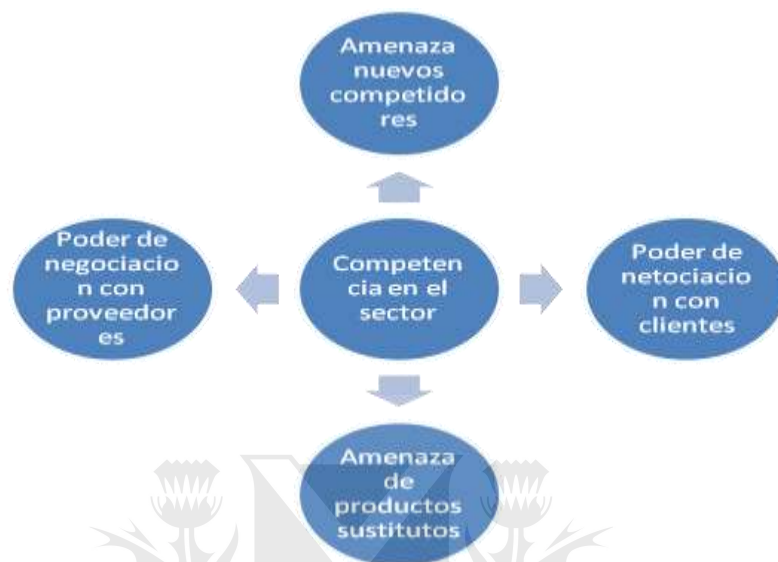 Amenaza
nuevos
competido
res
Poder de
negociacio
n con
proveedor
es
Competen
cia en el
sector
Poder de
netociacio
n con
clientes
Amenaza
de
productos
sustitutos